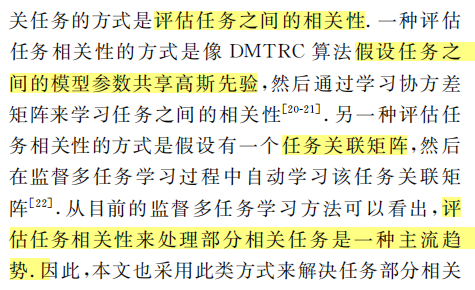 关任务的方式是评估任务之间的相关性.一种评估
任务相关性的方式是像 DMTRC 算法假设任务之
间的模型参数共享高斯先验,然后通过学习协方差
矩阵来学习任务之间的相关性[20-21].另一种评估任
务相关性的方式是假设有一个任务关联矩阵,然后
在监督多任务学习过程中自动学习该任务关联矩
阵[22].从目前的监督多任务学习方法可以看出,评
估任务相关性来处理部分相关任务是一种主流趋
势.因此,本文也采用此类方式来解决任务部分相关